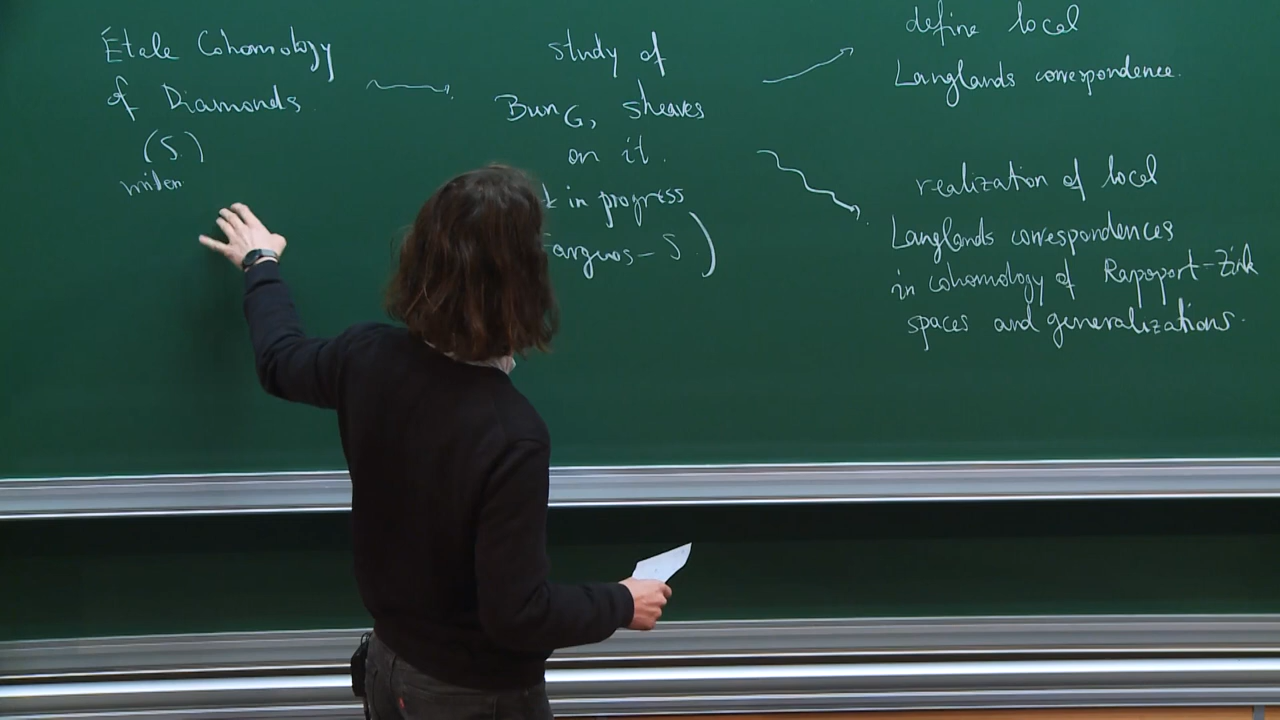 Étale Cohomology
of Diamonds
(S.)
study of
Bun_G, sheaves
on it.
in progress
argues – S.)
define local
Langlands correspondence.
realization of local
Langlands correspondences
in cohomology of Rapoport–Zink
spaces and generalizations.